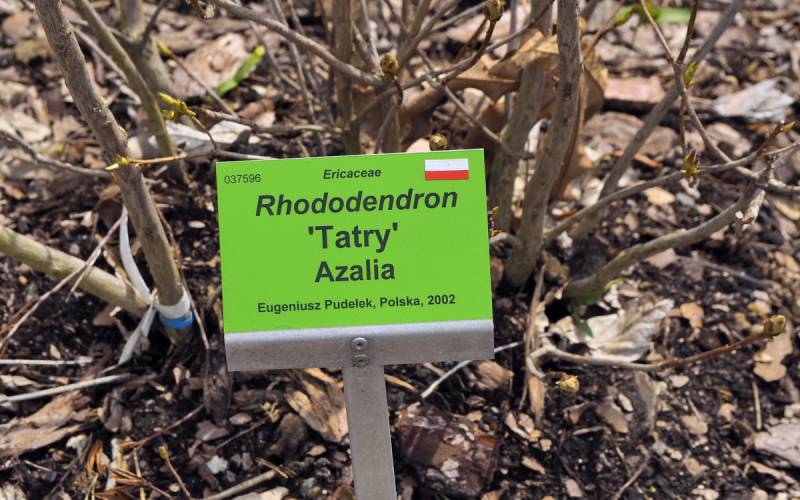 037596
Ericaceae
Rhododendron
'Tatry'
Azalia
Eugeniusz Pudełek, Polska, 2002